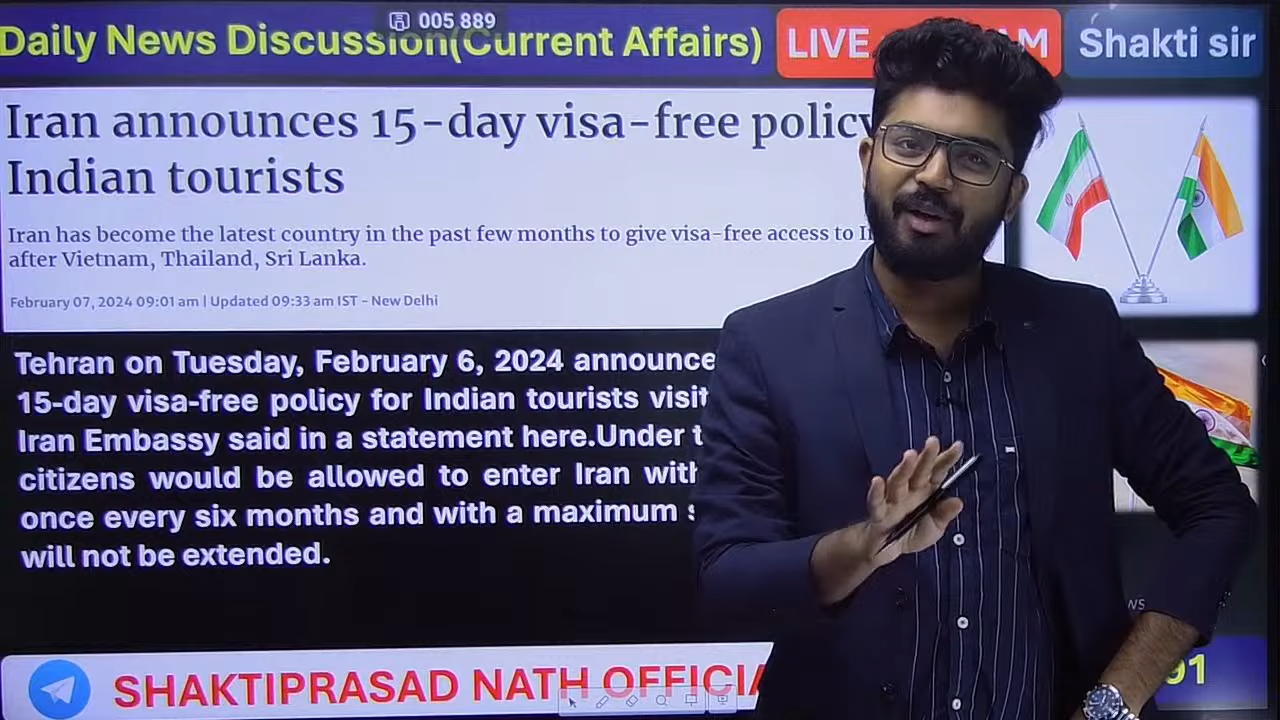 005 889
Daily News Discussion(Current Affairs)
LIVE AM
Shakti sir
Iran announces 15-day visa-free policy
Indian tourists
Iran has become the latest country in the past few months to give visa-free access to
after Vietnam, Thailand, Sri Lanka.
February 07, 2024 09:01 am | Updated 09:33 am IST - New Delhi
Tehran on Tuesday, February 6, 2024 announce
15-day visa-free policy for Indian tourists visit
Iran Embassy said in a statement here.Under
citizens would be allowed to enter Iran
once every six months and with a maximum
will not be extended.
SHAKTIPRASAD NATH OFFICIA
91